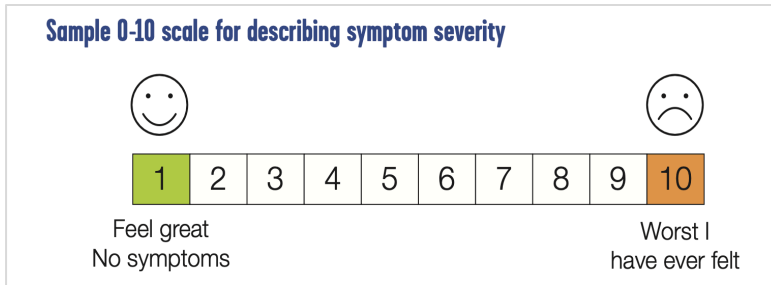 Sample 0-10 scale for describing symptom severity
1 2 3 4 5 6 7 8 9 10
Feel great
No symptoms
Worst I
have ever felt